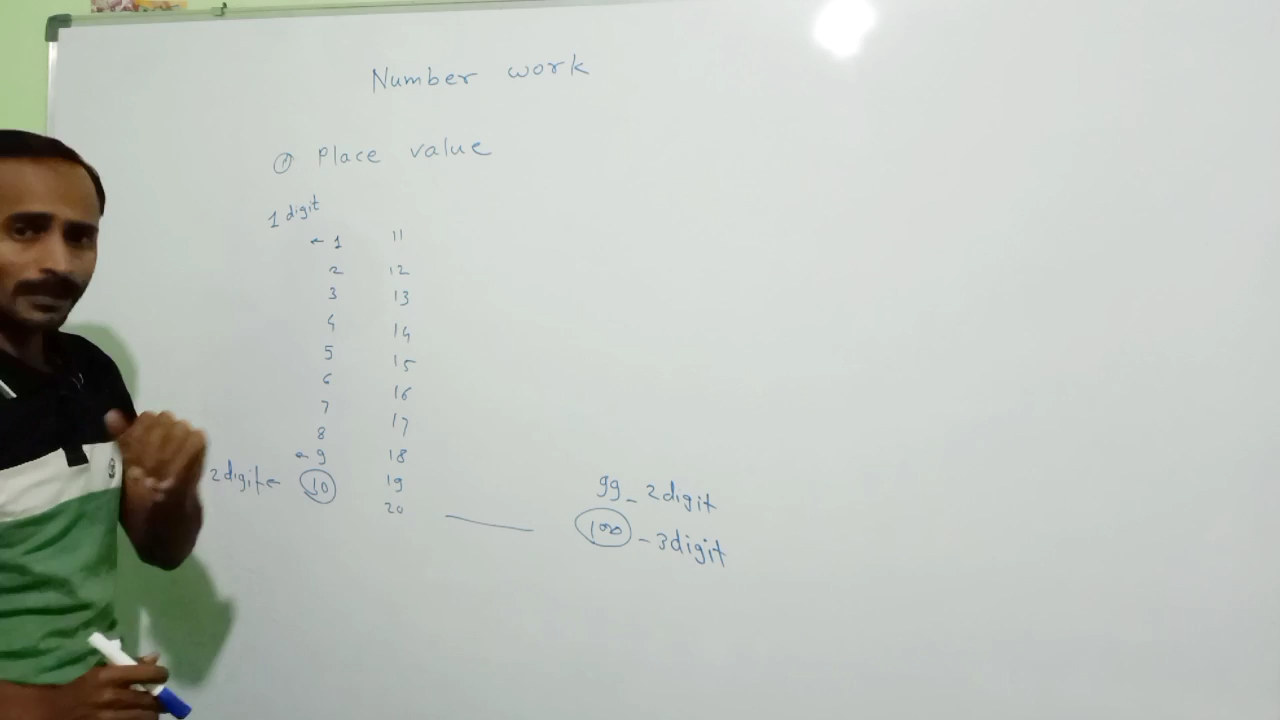 Number work
① Place value
1 digit
← 1 11
2 12
3 13
4 14
5 15
6 16
7 17
8 18
← 9 19
2 digit ← 10 20
99 - 2 digit
100 - 3 digit